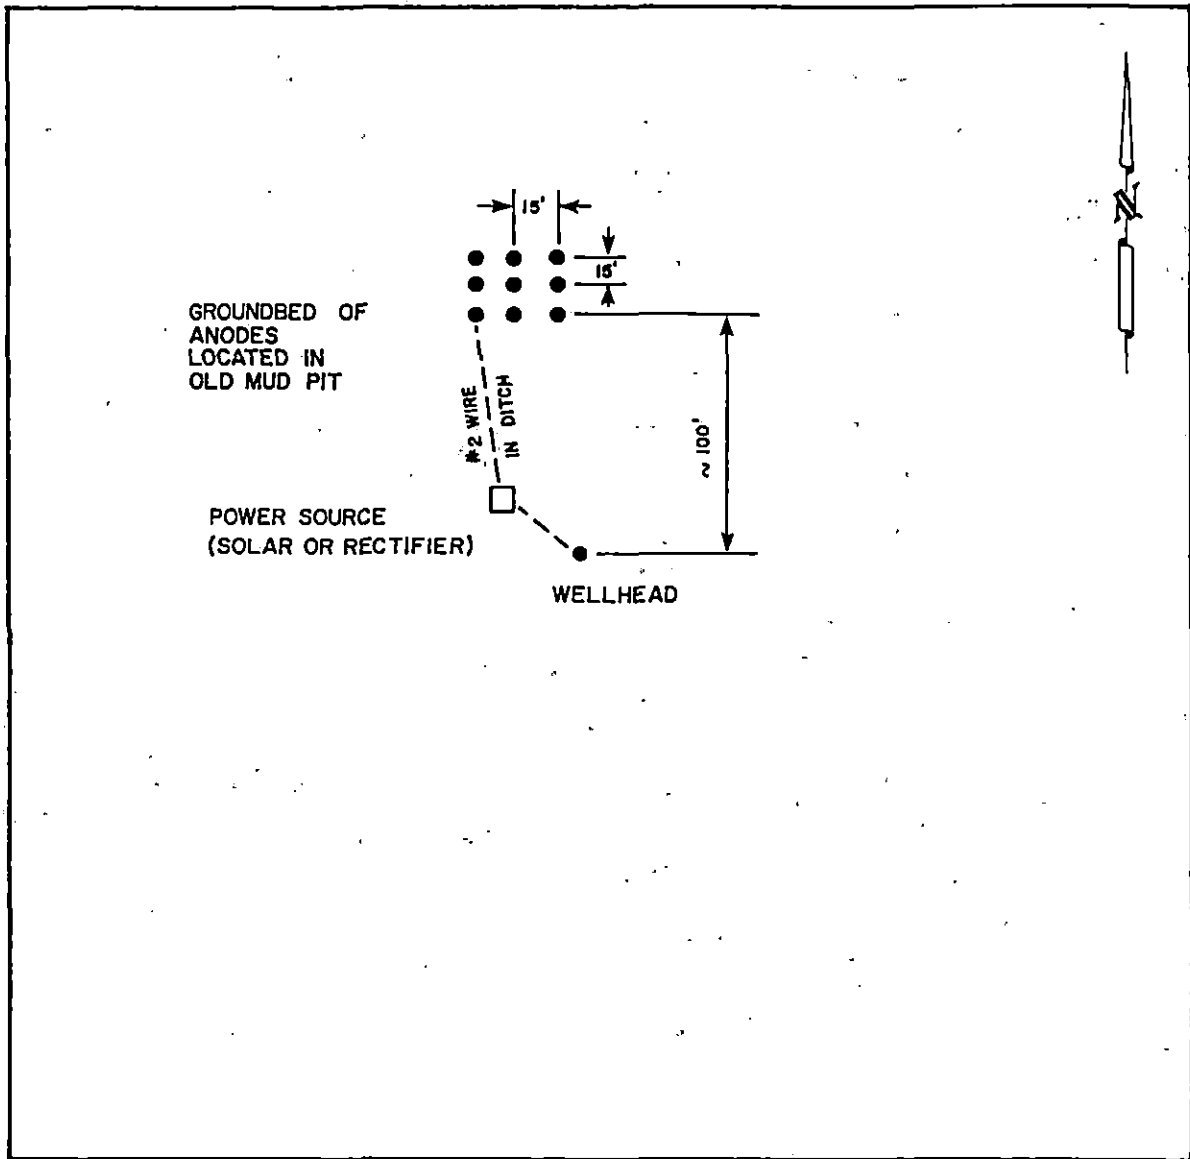 N
15'
15'
GROUNDBED OF
ANODES
LOCATED IN
OLD MUD PIT
#2 WIRE
IN DITCH
~ 100'
POWER SOURCE
(SOLAR OR RECTIFIER)
WELLHEAD